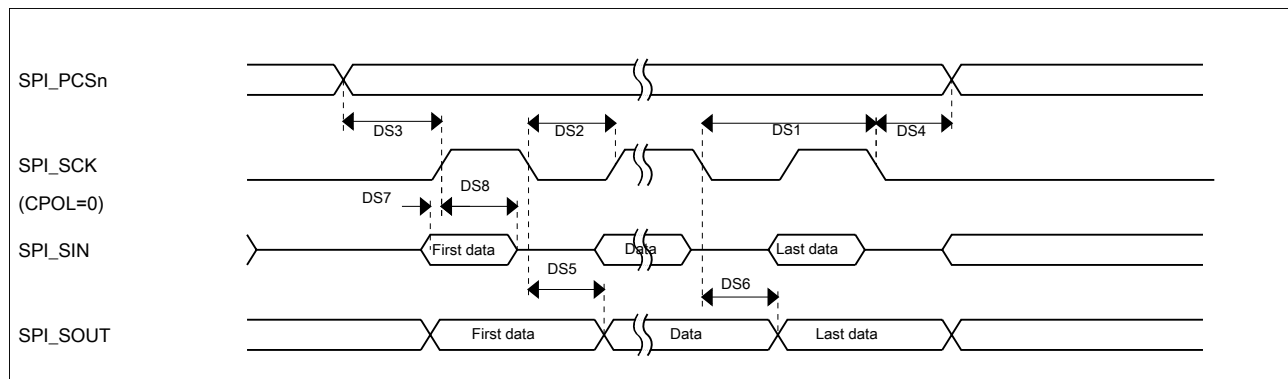 SPI_PCSn
DS3
DS2
DS1
DS4
SPI_SCK
(CPOL=0)
DS7
DS8
SPI_SIN
First data
Data
Last data
DS5
DS6
SPI_SOUT
First data
Data
Last data